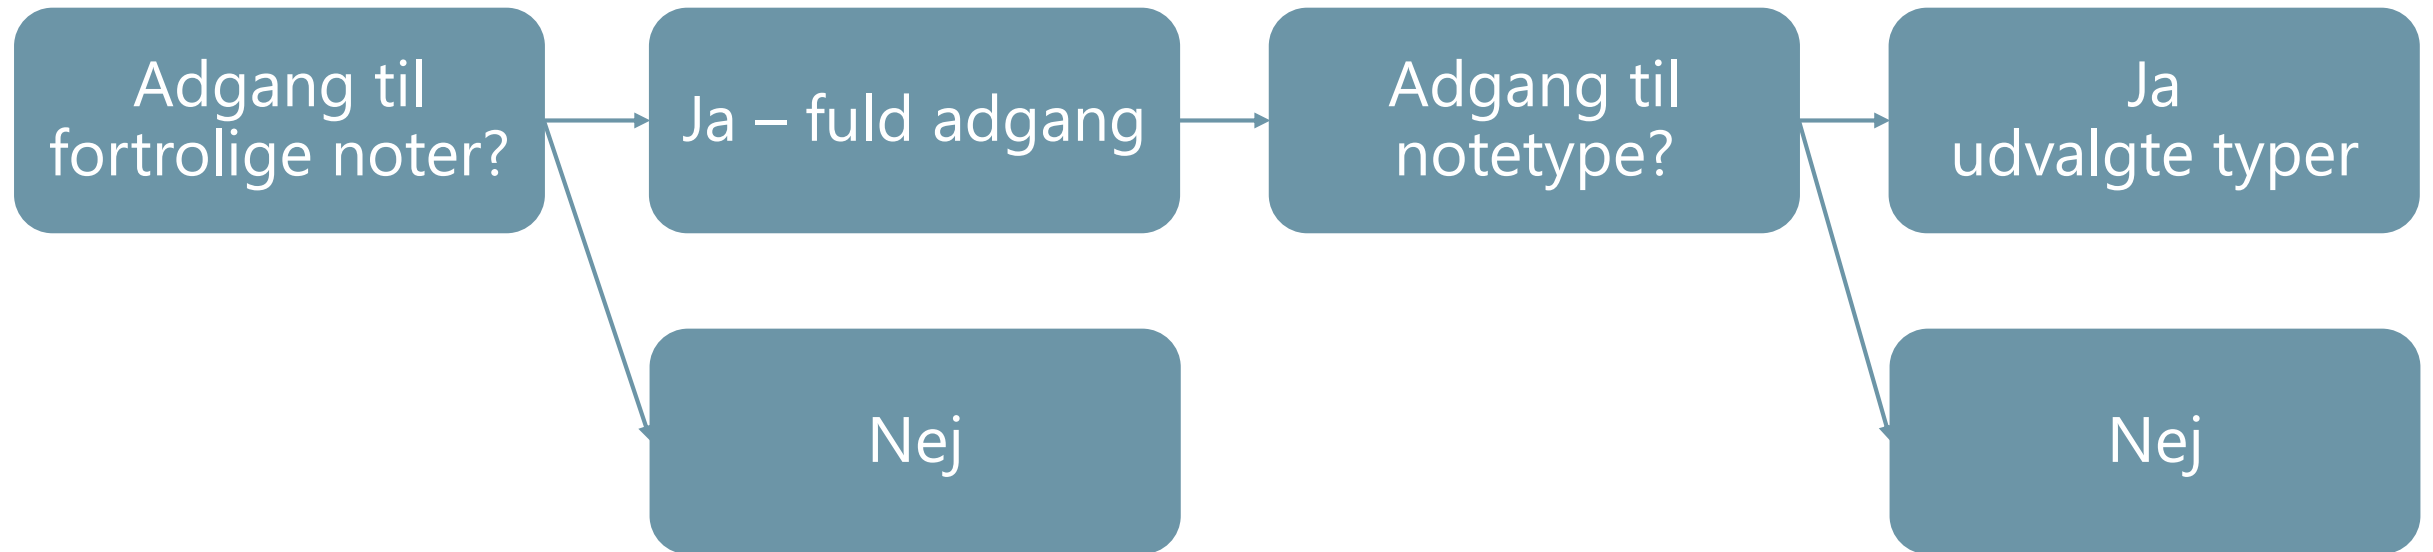 Adgang til
fortrolige noter?
Ja – fuld adgang
Adgang til
notetype?
Ja
udvalgte typer
Nej
Nej